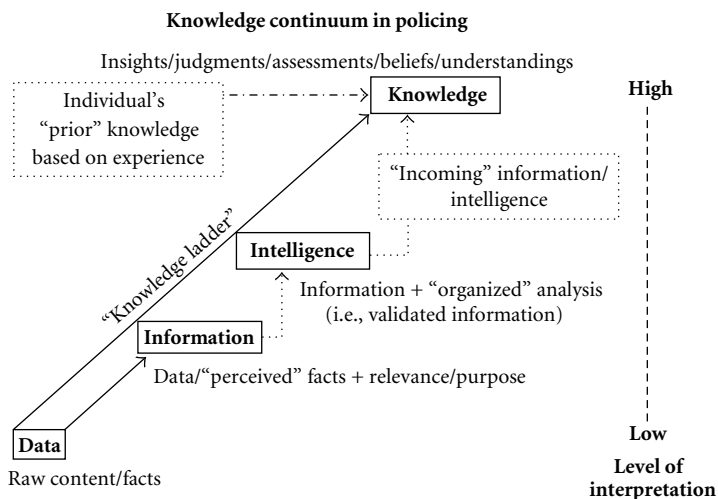 Knowledge continuum in policing
Insights/judgments/assessments/beliefs/understandings
Individual's
“prior” knowledge
based on experience
Knowledge
High
“Incoming” information/
intelligence
“Knowledge ladder”
Intelligence
Information + “organized” analysis
(i.e., validated information)
Information
Data/“perceived” facts + relevance/purpose
Data
Raw content/facts
Low
Level of
interpretation